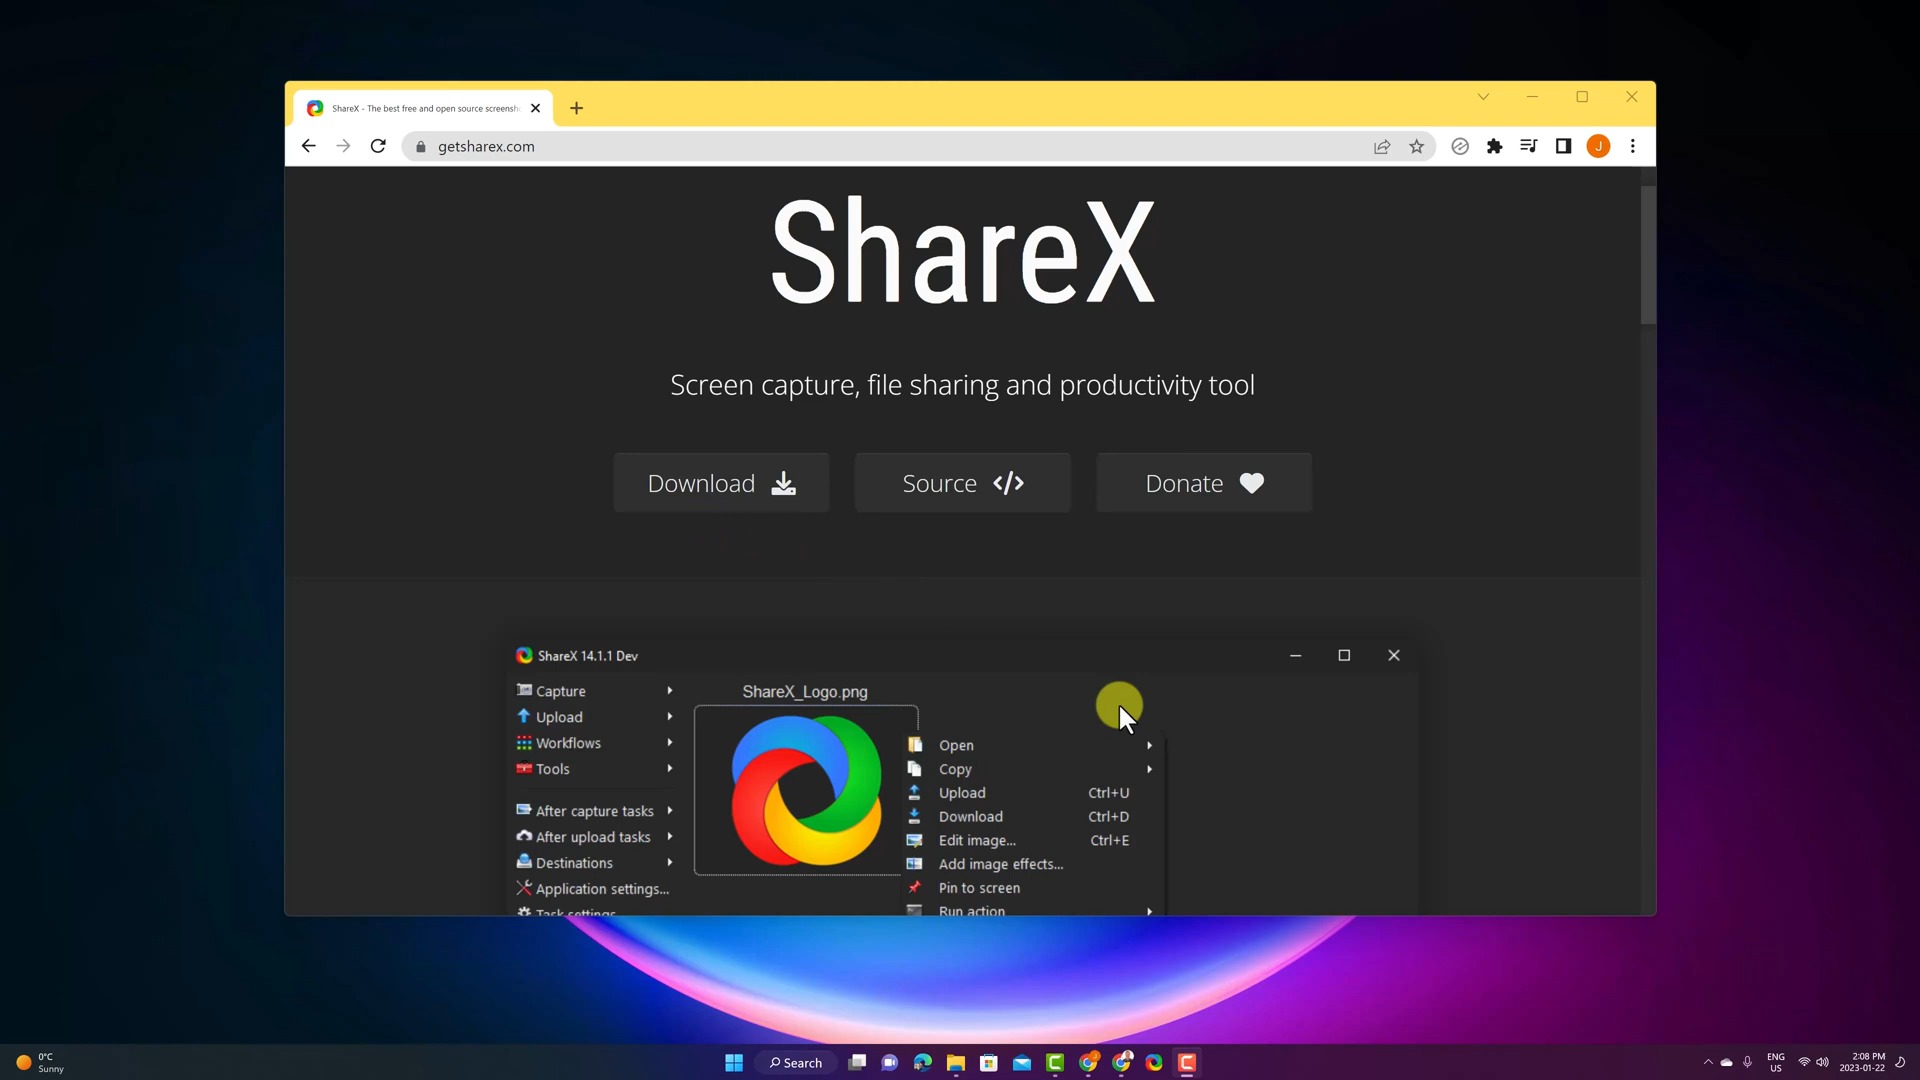 ShareX - The best free and open source screensh
getsharex.com
J
ShareX
Screen capture, file sharing and productivity tool
Download
Source </>
Donate
ShareX 14.1.1 Dev
Capture
Upload
Workflows
Tools
After capture tasks
After upload tasks
Destinations
Application settings...
Task settings
ShareX_Logo.png
Open
Copy
Upload Ctrl+U
Download Ctrl+D
Edit image... Ctrl+E
Add image effects...
Pin to screen
Run action
0°C
Sunny
Search
ENG
US
2:08 PM
2023-01-22